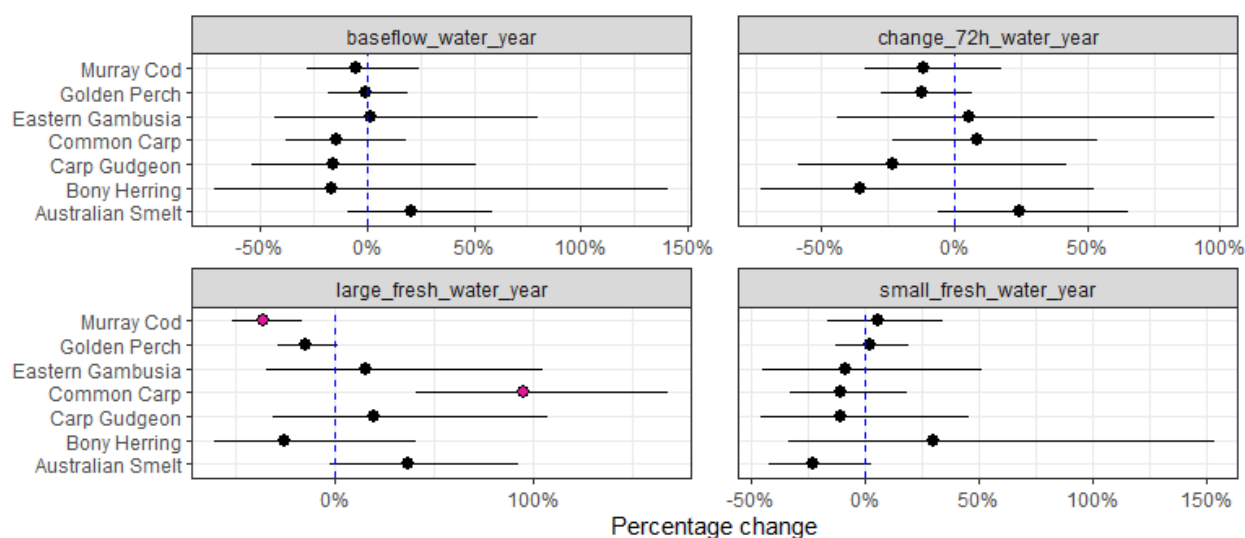 baseflow_water_year
change_72h_water_year
Murray Cod
Golden Perch
Eastern Gambusia
Common Carp
Carp Gudgeon
Bony Herring
Australian Smelt
-50% 0% 50% 100% 150%
-50% 0% 50% 100%
large_fresh_water_year
small_fresh_water_year
Murray Cod
Golden Perch
Eastern Gambusia
Common Carp
Carp Gudgeon
Bony Herring
Australian Smelt
0% 100%
-50% 0% 50% 100% 150%
Percentage change